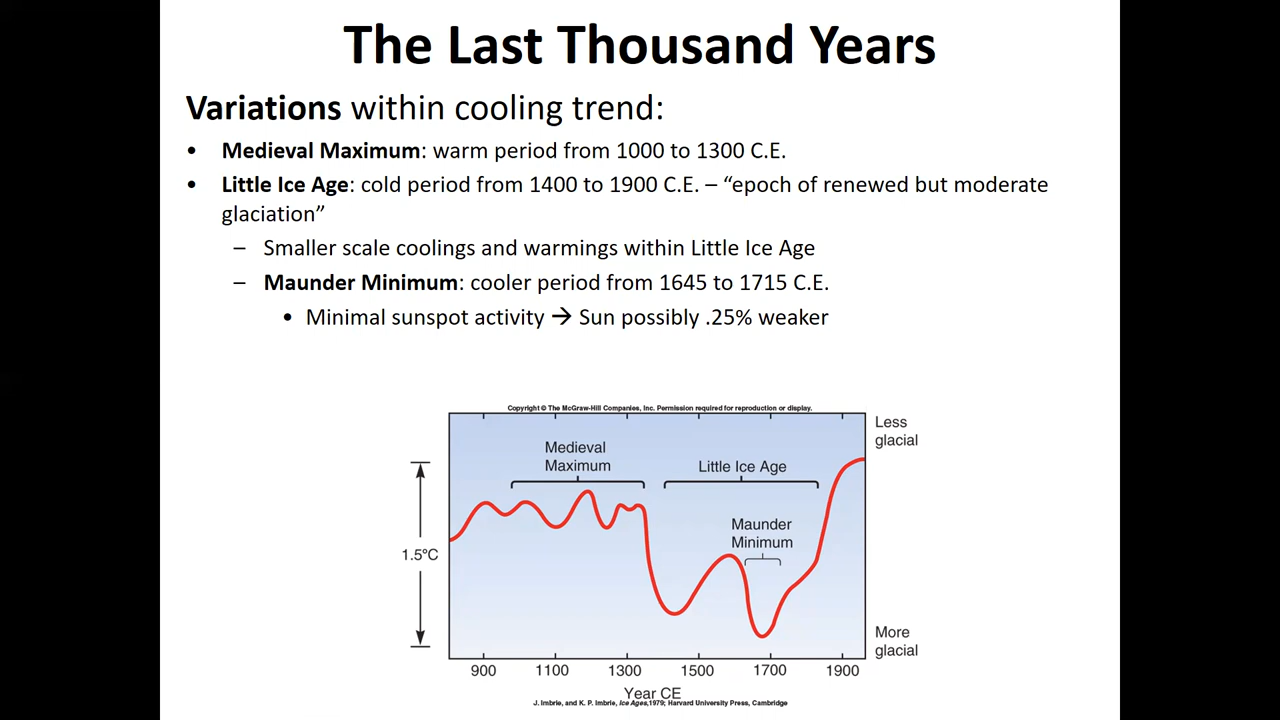 The Last Thousand Years
Variations within cooling trend:
• Medieval Maximum: warm period from 1000 to 1300 C.E.
• Little Ice Age: cold period from 1400 to 1900 C.E. – “epoch of renewed but moderate
glaciation”
– Smaller scale coolings and warmings within Little Ice Age
– Maunder Minimum: cooler period from 1645 to 1715 C.E.
• Minimal sunspot activity → Sun possibly .25% weaker
Copyright © The McGraw-Hill Companies, Inc. Permission required for reproduction or display.
Less
glacial
Medieval
Maximum
Little Ice Age
Maunder
Minimum
1.5°C
More
glacial
900 1100 1300 1500 1700 1900
Year CE
J. Imbrie, and K. P. Imbrie, Ice Ages,1979; Harvard University Press, Cambridge